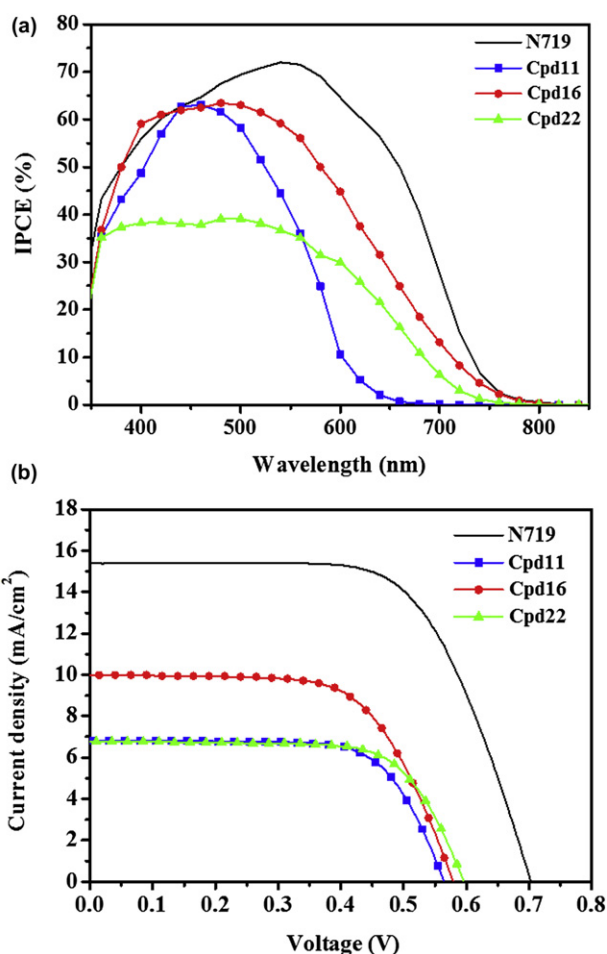 (a)
80
70
60
50
40
30
20
10
0
IPCE (%)
N719
Cpd11
Cpd16
Cpd22
400 500 600 700 800
Wavelength (nm)
(b)
18
16
14
12
10
8
6
4
2
0
Current density (mA/cm²)
N719
Cpd11
Cpd16
Cpd22
0.0 0.1 0.2 0.3 0.4 0.5 0.6 0.7 0.8
Voltage (V)